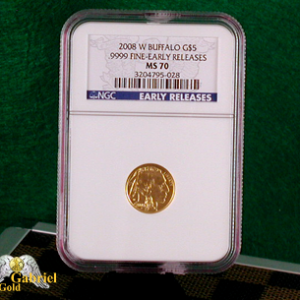 2008 W BUFFALO G$5
.9999 FINE-EARLY RELEASES
MS 70
3204795-028
NGC EARLY RELEASES
Gabriel
Gold